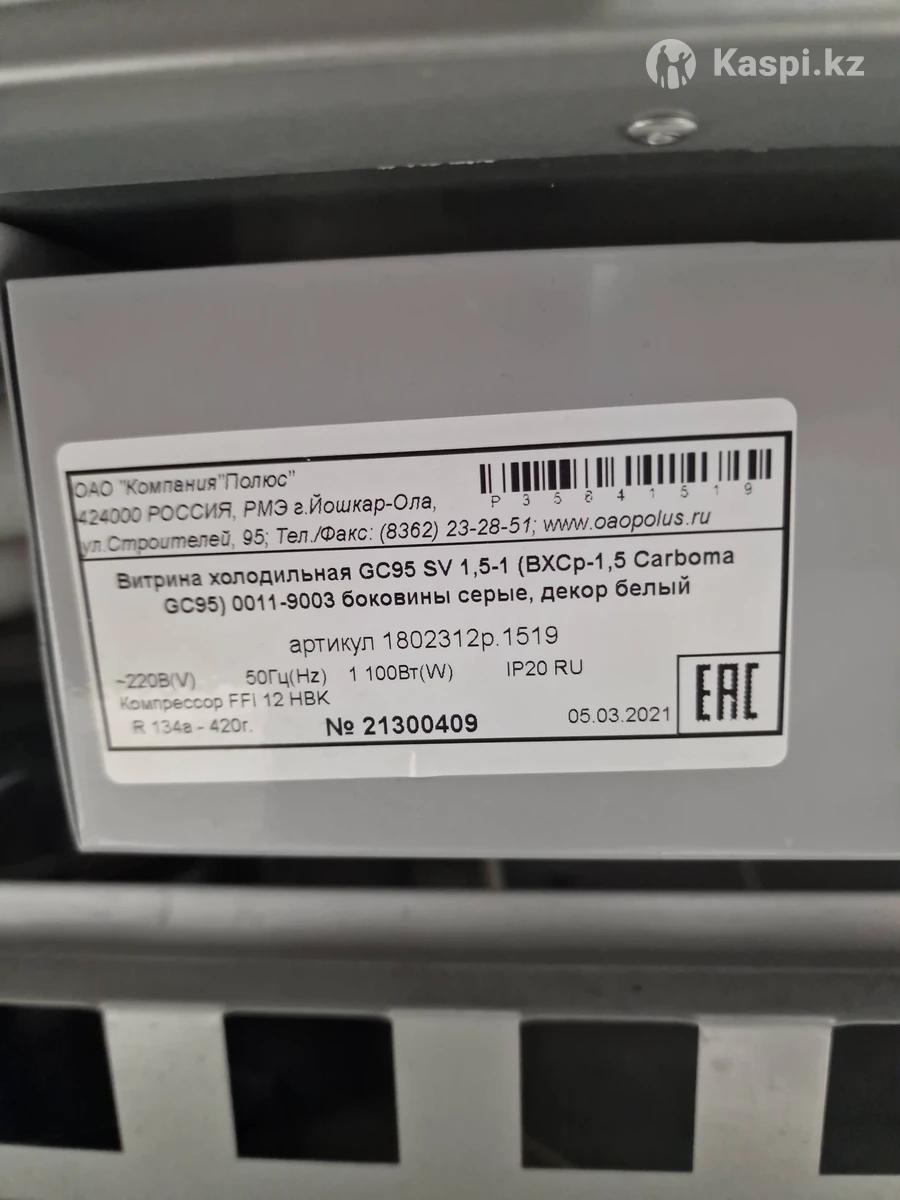 Kaspi.kz
ОАО "Компания"Полюс"
P 3 5 6 4 1 5 1 9
424000 РОССИЯ, РМЭ г.Йошкар-Ола,
ул.Строителей, 95; Тел./Факс: (8362) 23-28-51; www.oaopolus.ru
Витрина холодильная GC95 SV 1,5-1 (ВХСр-1,5 Carboma
GC95) 0011-9003 боковины серые, декор белый
артикул 1802312р.1519
~220В(V) 50Гц(Hz) 1 100Вт(W) IP20 RU
Компрессор FFI 12 HBK
R 134a - 420г. № 21300409 05.03.2021
EAC